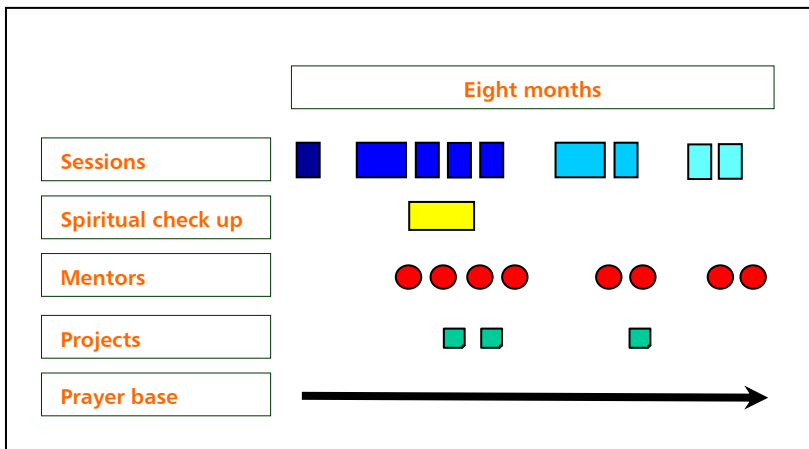 Eight months
Sessions
Spiritual check up
Mentors
Projects
Prayer base